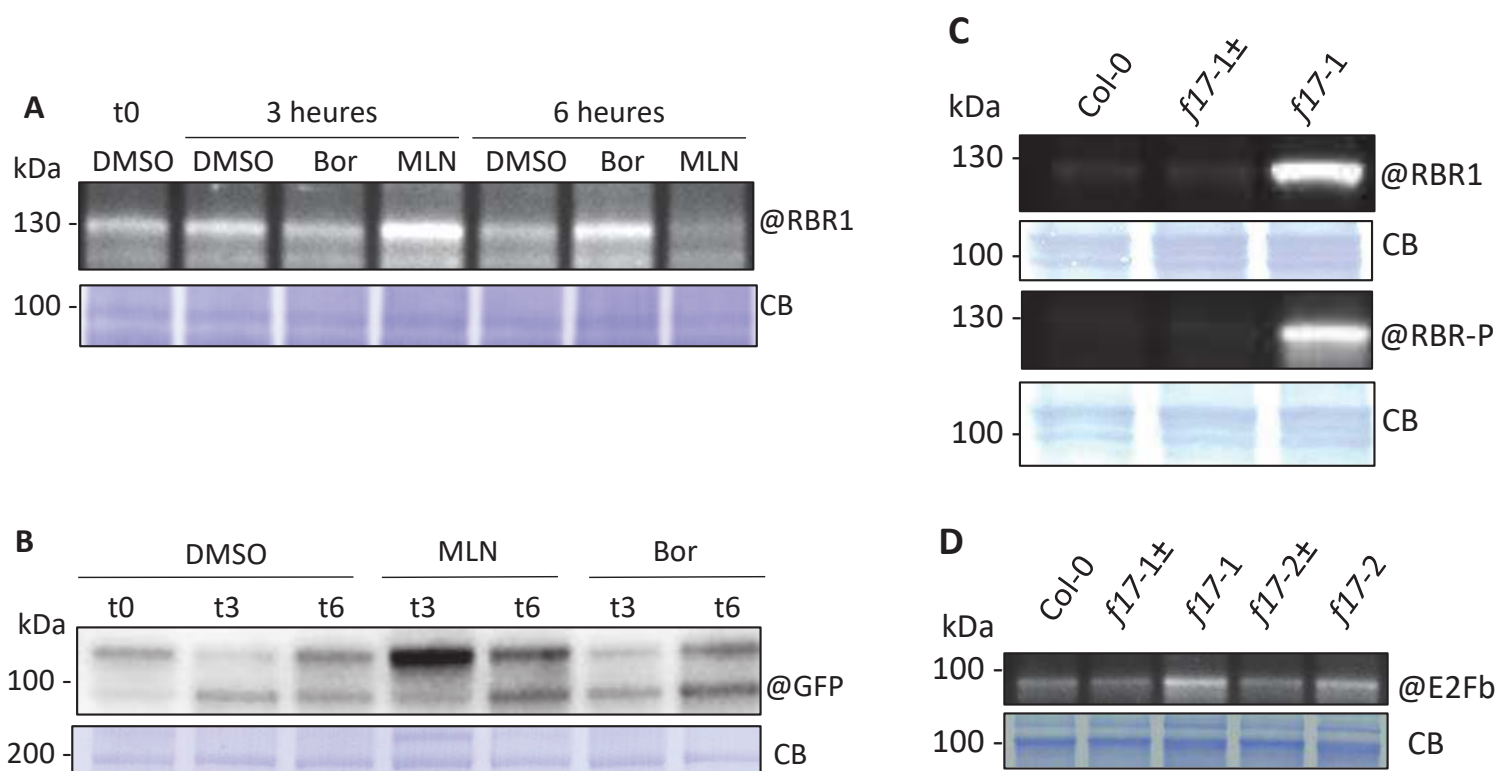 A
t0 3 heures 6 heures
kDa DMSO DMSO Bor MLN DMSO Bor MLN
130 - @RBR1
100 - CB
B
DMSO MLN Bor
t0 t3 t6 t3 t6 t3 t6
kDa
100 - @GFP
200 - CB
C
kDa Col-0 f17-1± f17-1
130 - @RBR1
100 - CB
130 - @RBR-P
100 - CB
D
kDa Col-0 f17-1± f17-1 f17-2± f17-2
100 - @E2Fb
100 - CB